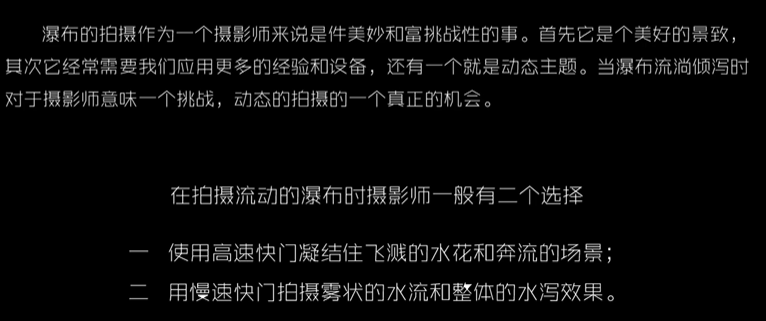 瀑布的拍摄作为一个摄影师来说是件美妙和富挑战性的事。首先它是个美好的景致，
其次它经常需要我们应用更多的经验和设备，还有一个就是动态主题。当瀑布流淌倾泻时
对于摄影师意味一个挑战，动态的拍摄的一个真正的机会。
在拍摄流动的瀑布时摄影师一般有二个选择
一 使用高速快门凝结住飞溅的水花和奔流的场景；
二 用慢速快门拍摄雾状的水流和整体的水泻效果。